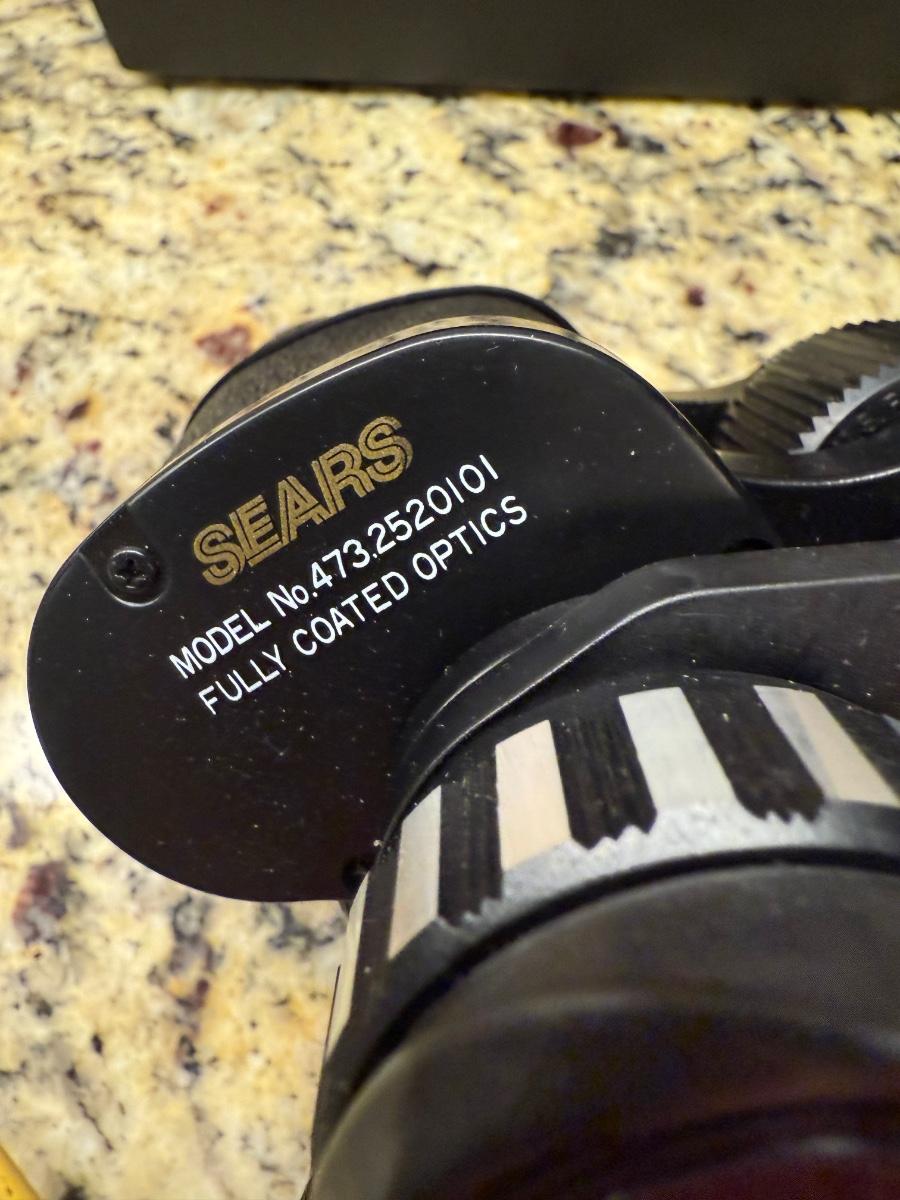 SEARS
MODEL No.473.2520101
FULLY COATED OPTICS